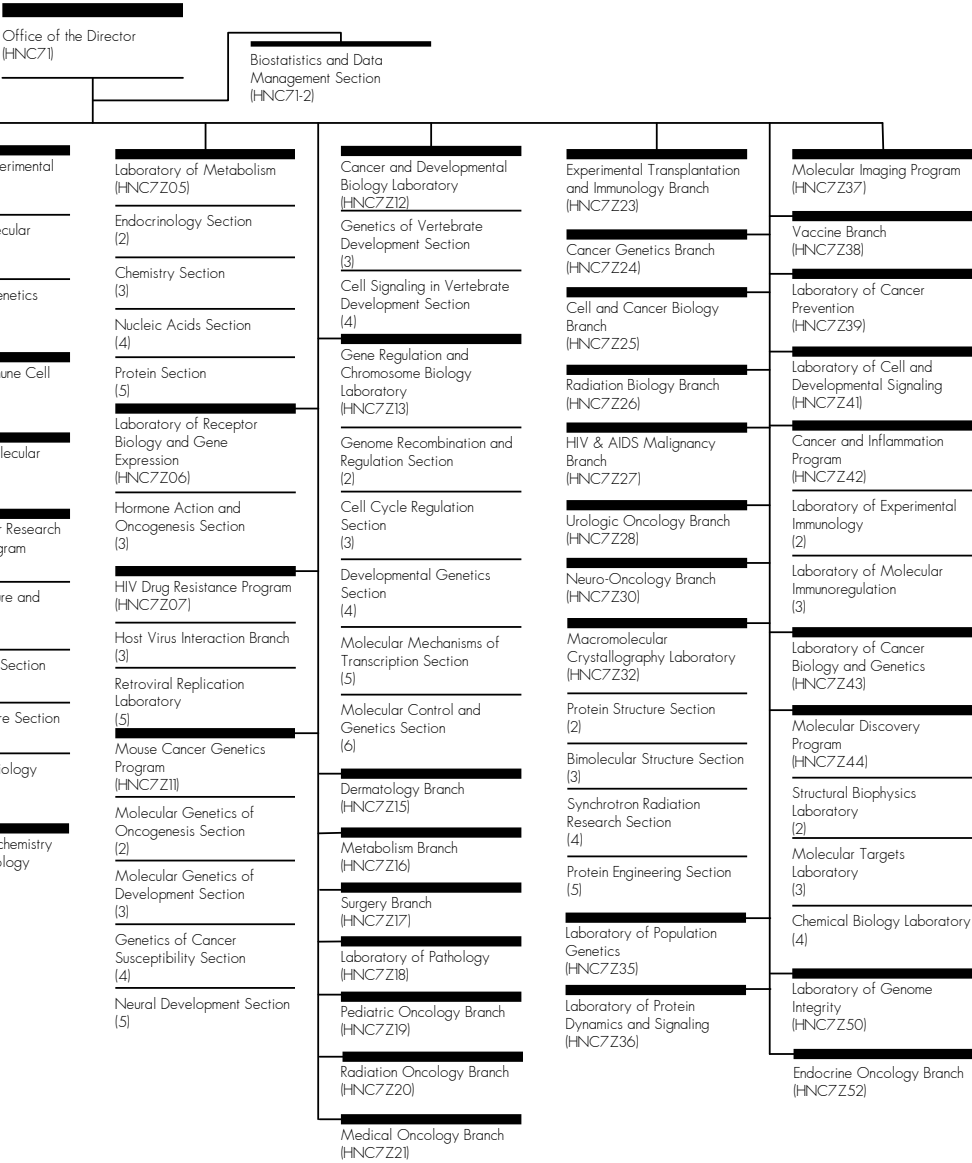 Office of the Director
(HNC71)
Biostatistics and Data
Management Section
(HNC71-2)
une Cell
r Research
gram
re and
Section
re Section
Laboratory of Metabolism
(HNC7Z05)
Endocrinology Section
(2)
Chemistry Section
(3)
Nucleic Acids Section
(4)
Protein Section
(5)
Laboratory of Receptor
Biology and Gene
Expression
(HNC7Z06)
Hormone Action and
Oncogenesis Section
(3)
HIV Drug Resistance Program
(HNC7Z07)
Host Virus Interaction Branch
(3)
Retroviral Replication
Laboratory
(5)
Mouse Cancer Genetics
Program
(HNC7Z11)
Molecular Genetics of
Oncogenesis Section
(2)
Molecular Genetics of
Development Section
(3)
Genetics of Cancer
Susceptibility Section
(4)
Neural Development Section
(5)
Cancer and Developmental
Biology Laboratory
(HNC7Z12)
Genetics of Vertebrate
Development Section
(3)
Cell Signaling in Vertebrate
Development Section
(4)
Gene Regulation and
Chromosome Biology
Laboratory
(HNC7Z13)
Genome Recombination and
Regulation Section
(2)
Cell Cycle Regulation
Section
(3)
Developmental Genetics
Section
(4)
Molecular Mechanisms of
Transcription Section
(5)
Molecular Control and
Genetics Section
(6)
Dermatology Branch
(HNC7Z15)
Metabolism Branch
(HNC7Z16)
Surgery Branch
(HNC7Z17)
Laboratory of Pathology
(HNC7Z18)
Pediatric Oncology Branch
(HNC7Z19)
Radiation Oncology Branch
(HNC7Z20)
Medical Oncology Branch
(HNC7Z21)
Experimental Transplantation
and Immunology Branch
(HNC7Z23)
Cancer Genetics Branch
(HNC7Z24)
Cell and Cancer Biology
Branch
(HNC7Z25)
Radiation Biology Branch
(HNC7Z26)
HIV & AIDS Malignancy
Branch
(HNC7Z27)
Urologic Oncology Branch
(HNC7Z28)
Neuro-Oncology Branch
(HNC7Z30)
Macromolecular
Crystallography Laboratory
(HNC7Z32)
Protein Structure Section
(2)
Bimolecular Structure Section
(3)
Synchrotron Radiation
Research Section
(4)
Protein Engineering Section
(5)
Laboratory of Population
Genetics
(HNC7Z35)
Laboratory of Protein
Dynamics and Signaling
(HNC7Z36)
Molecular Imaging Program
(HNC7Z37)
Vaccine Branch
(HNC7Z38)
Laboratory of Cancer
Prevention
(HNC7Z39)
Laboratory of Cell and
Developmental Signaling
(HNC7Z41)
Cancer and Inflammation
Program
(HNC7Z42)
Laboratory of Experimental
Immunology
(2)
Laboratory of Molecular
Immunoregulation
(3)
Laboratory of Cancer
Biology and Genetics
(HNC7Z43)
Molecular Discovery
Program
(HNC7Z44)
Structural Biophysics
Laboratory
(2)
Molecular Targets
Laboratory
(3)
Chemical Biology Laboratory
(4)
Laboratory of Genome
Integrity
(HNC7Z50)
Endocrine Oncology Branch
(HNC7Z52)